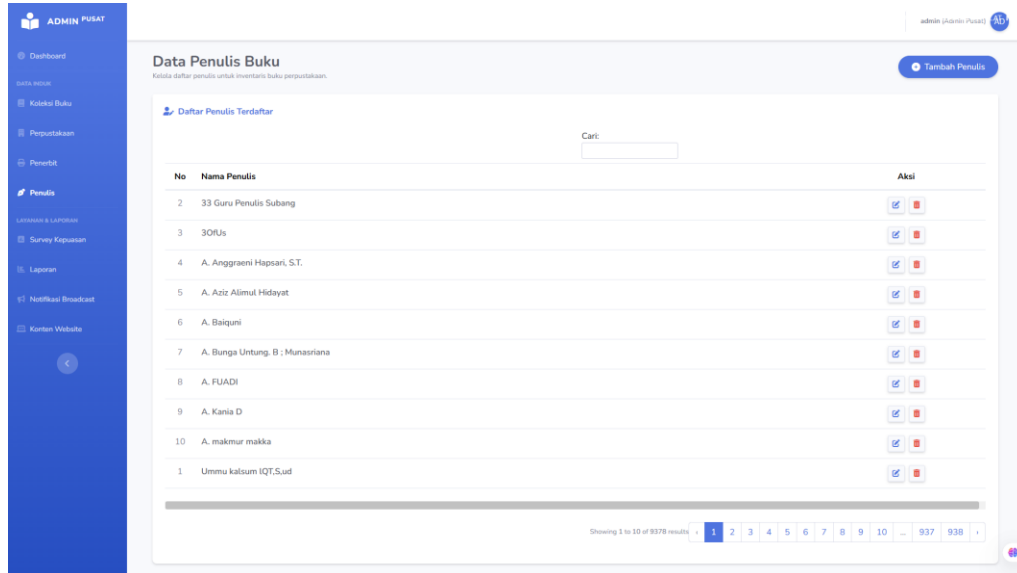 ADMIN PUSAT
Dashboard
DATA INDUK
Koleksi Buku
Perpustakaan
Penerbit
Penulis
LAYANAN & LAPORAN
Survey Kepuasan
Laporan
Notifikasi Broadcast
Konten Website
admin (Admin Pusat)
Data Penulis Buku
Kelola daftar penulis untuk inventaris buku perpustakaan.
Tambah Penulis
Daftar Penulis Terdaftar
Cari:
No Nama Penulis Aksi
2 33 Guru Penulis Subang
3 3OfUs
4 A. Anggraeni Hapsari, S.T.
5 A. Aziz Alimul Hidayat
6 A. Baiquni
7 A. Bunga Untung. B ; Munasriana
8 A. FUADI
9 A. Kania D
10 A. makmur makka
1 Ummu kalsum IQT,S,ud
Showing 1 to 10 of 9378 results ‹ 1 2 3 4 5 6 7 8 9 10 ... 937 938 ›